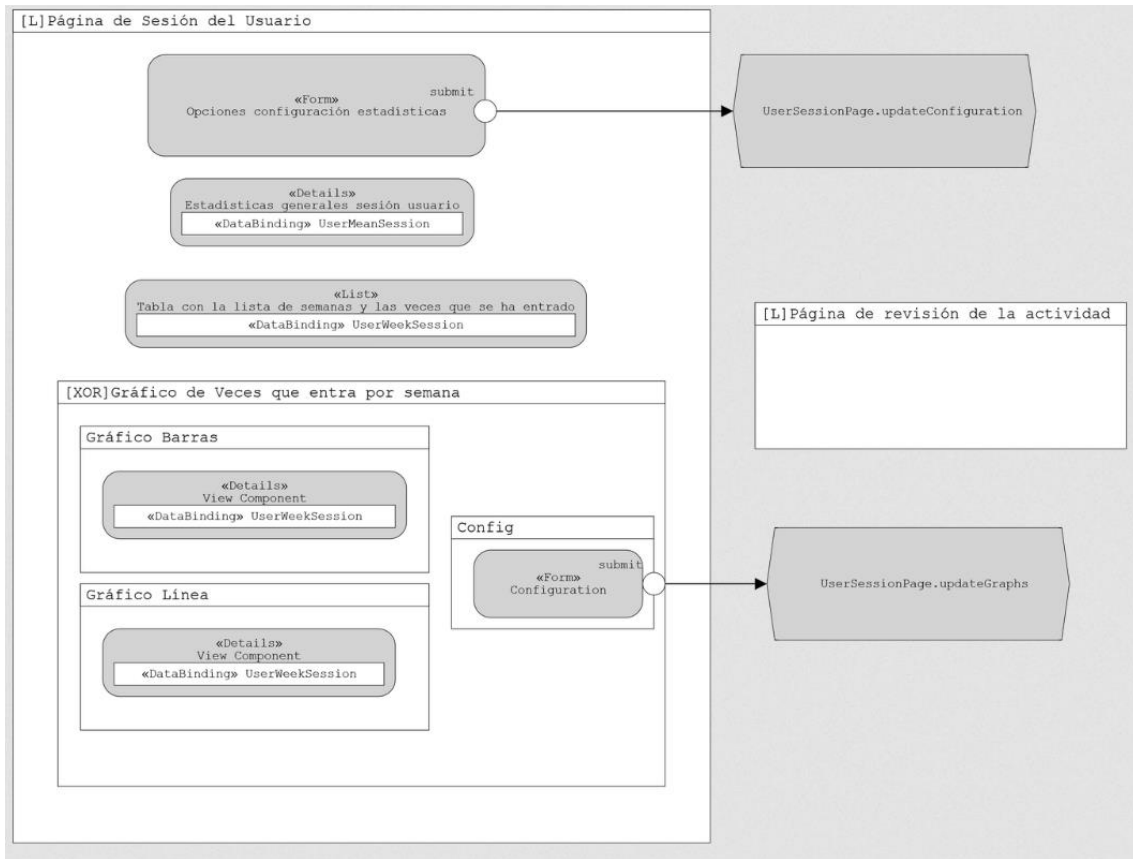 [L]Página de Sesión del Usuario
submit
«Form»
Opciones configuración estadísticas
UserSessionPage.updateConfiguration
«Details»
Estadísticas generales sesión usuario
«DataBinding» UserMeanSession
«List»
Tabla con la lista de semanas y las veces que se ha entrado
«DataBinding» UserWeekSession
[L]Página de revisión de la actividad
[XOR]Gráfico de Veces que entra por semana
Gráfico Barras
«Details»
View Component
«DataBinding» UserWeekSession
Config
submit
«Form»
Configuration
UserSessionPage.updateGraphs
Gráfico Línea
«Details»
View Component
«DataBinding» UserWeekSession